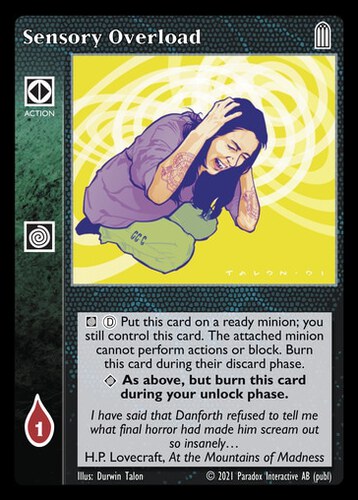 Sensory Overload
ACTION
CCC
TALON·01
D Put this card on a ready minion; you
still control this card. The attached minion
cannot perform actions or block. Burn
this card during their discard phase.
As above, but burn this card
during your unlock phase.
I have said that Danforth refused to tell me
what final horror had made him scream out
so insanely…
H.P. Lovecraft, At the Mountains of Madness
1
Illus: Durwin Talon © 2021 Paradox Interactive AB (publ)